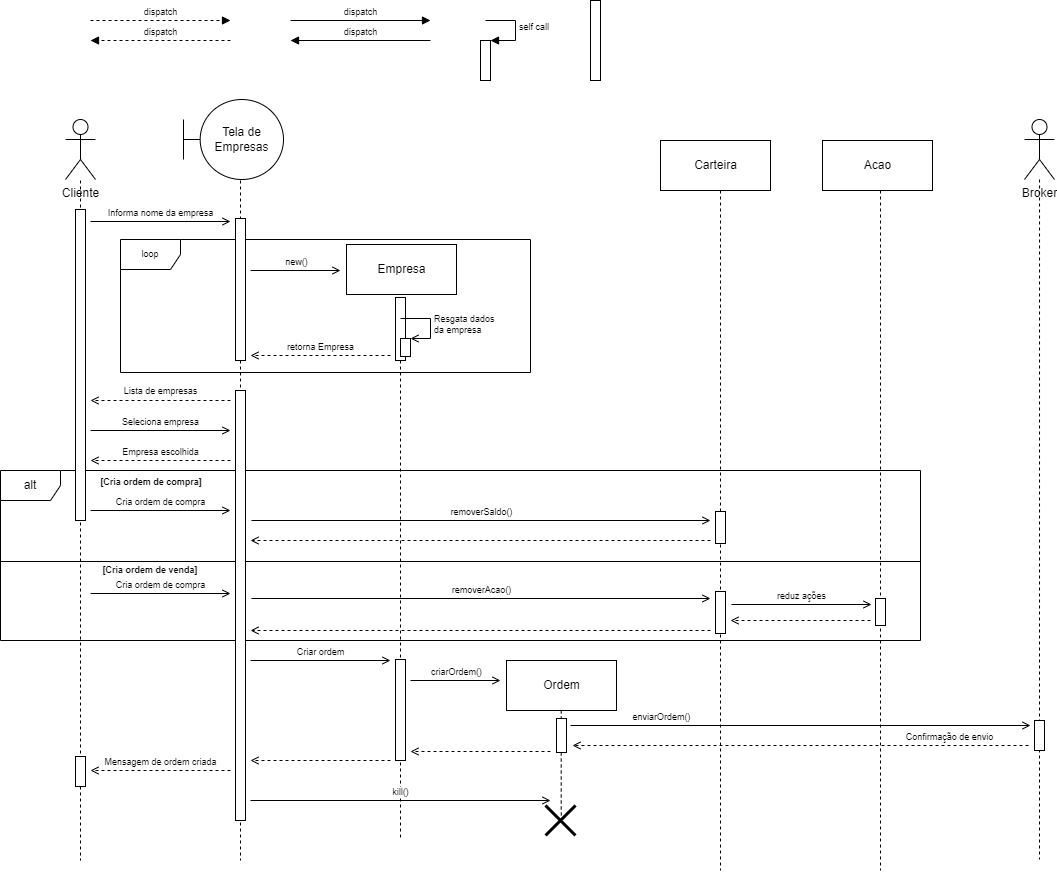 dispatch
dispatch
dispatch
dispatch
self call
Tela de
Empresas
Cliente
Carteira
Acao
Broker
Informa nome da empresa
loop
new()
Empresa
Resgata dados
da empresa
retorna Empresa
Lista de empresas
Seleciona empresa
Empresa escolhida
alt
[Cria ordem de compra]
Cria ordem de compra
removerSaldo()
[Cria ordem de venda]
Cria ordem de compra
removerAcao()
reduz ações
Criar ordem
criarOrdem()
Ordem
enviarOrdem()
Confirmação de envio
Mensagem de ordem criada
kill()